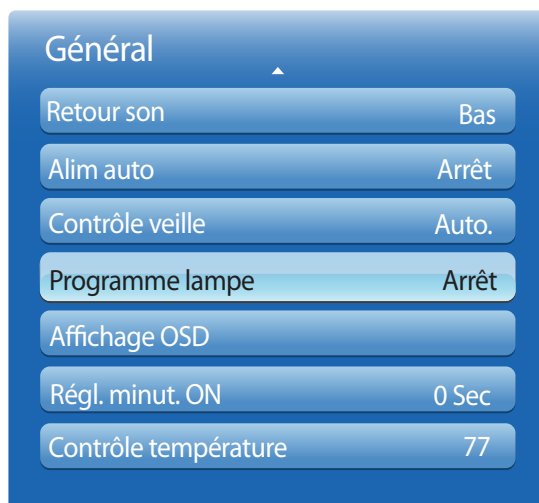 Général
Retour son Bas
Alim auto Arrêt
Contrôle veille Auto.
Programme lampe Arrêt
Affichage OSD
Régl. minut. ON 0 Sec
Contrôle température 77